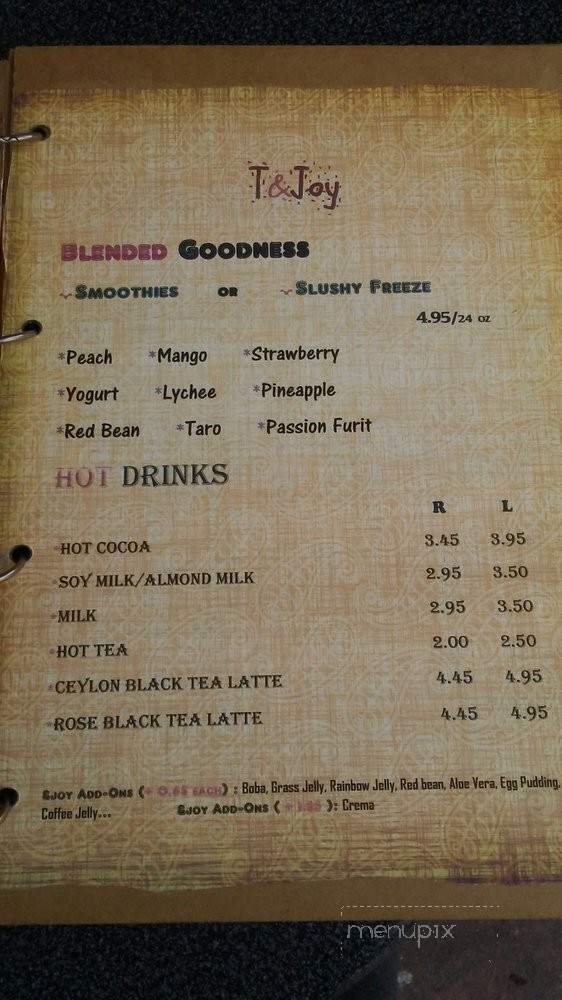 T&Joy
BLENDED GOODNESS
SMOOTHIES OR SLUSHY FREEZE
4.95/24 OZ
*Peach *Mango *Strawberry
*Yogurt *Lychee *Pineapple
*Red Bean *Taro *Passion Furit
HOT DRINKS
R L
*HOT COCOA 3.45 3.95
*SOY MILK/ALMOND MILK 2.95 3.50
*MILK 2.95 3.50
*HOT TEA 2.00 2.50
*CEYLON BLACK TEA LATTE 4.45 4.95
*ROSE BLACK TEA LATTE 4.45 4.95
&JOY ADD-ONS (+ EACH) : Boba, Grass Jelly, Rainbow Jelly, Red bean, Aloe Vera, Egg Pudding,
Coffee Jelly... &JOY ADD-ONS ( + ): Crema
menupix